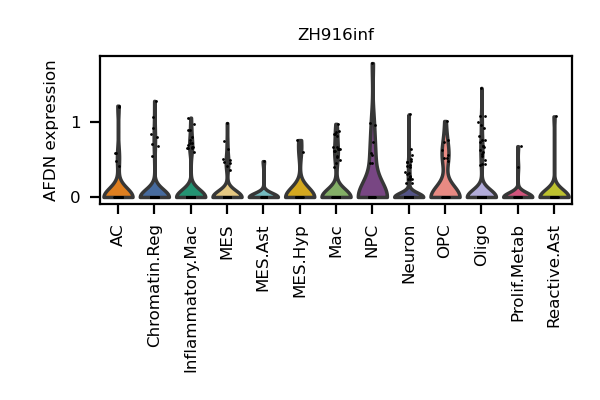 ZH916inf
AFDN expression
1
0
AC
Chromatin.Reg
Inflammatory.Mac
MES
MES.Ast
MES.Hyp
Mac
NPC
Neuron
OPC
Oligo
Prolif.Metab
Reactive.Ast